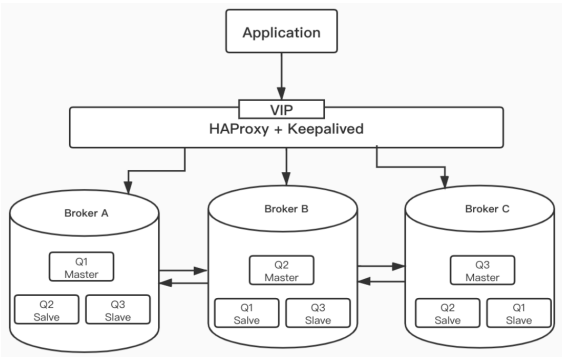 Application
VIP
HAProxy + Keepalived
Broker A
Q1
Master
Q2
Salve
Q3
Slave
Broker B
Q2
Master
Q1
Salve
Q3
Slave
Broker C
Q3
Master
Q2
Salve
Q1
Slave